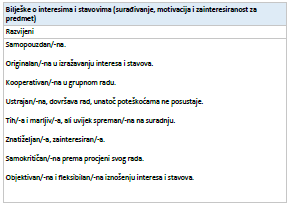 Bilješke o interesima i stavovima (surađivanje, motivacija i zainteresiranost za
predmet)
Razvijeni
Samopouzdan/-na.
Originalan/-na u izražavanju interesa i stavova.
Kooperativan/-na u grupnom radu.
Ustrajan/-na, dovršava rad, unatoč poteškoćama ne posustaje.
Tih/-a i marljiv/-a, ali uvijek spreman/-na na suradnju.
Znatiželjan/-a, zainteresiran/-a.
Samokritičan/-na prema procjeni svog rada.
Objektivan/-na i fleksibilan/-na iznošenju interesa i stavova.